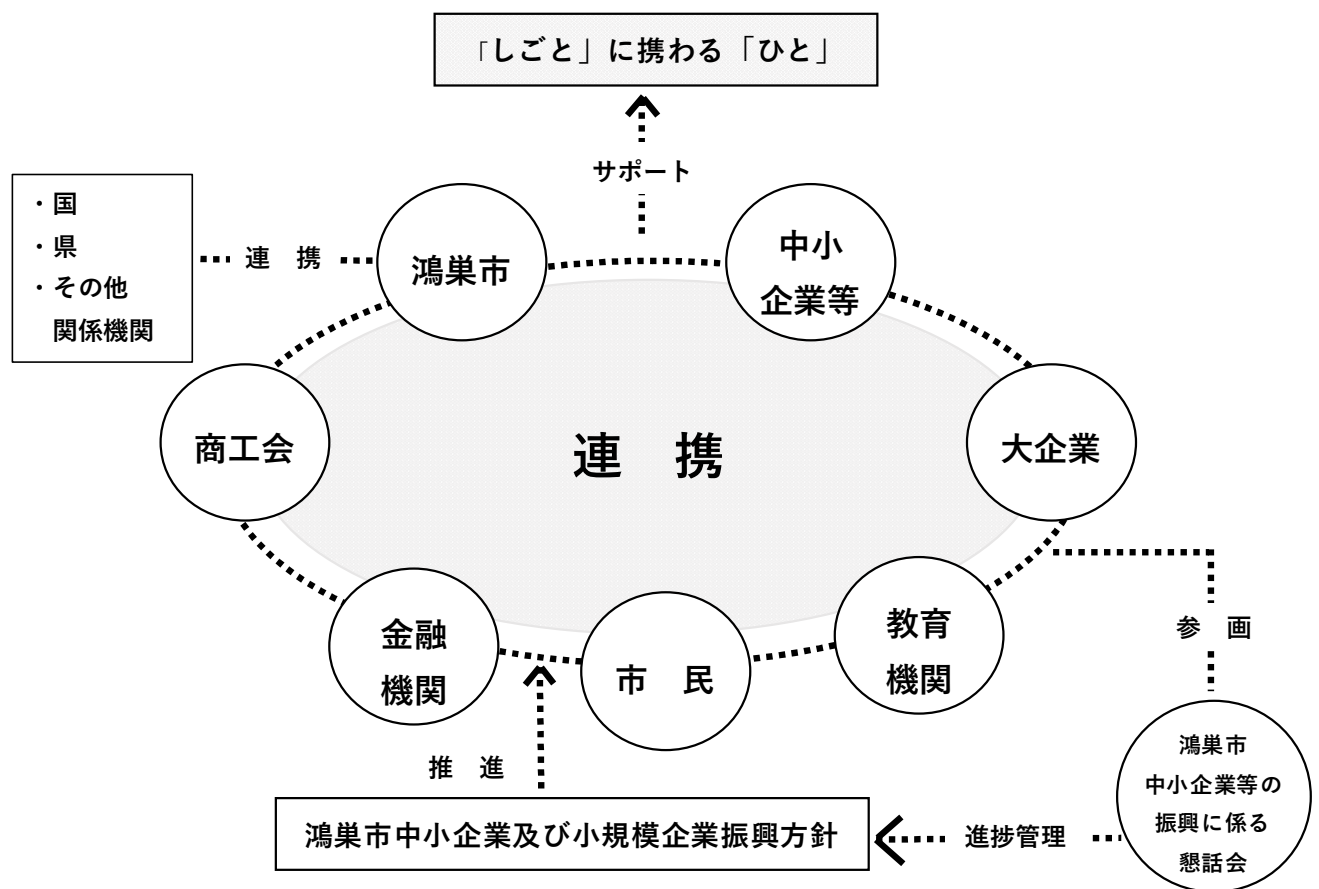 「しごと」に携わる「ひと」
サポート
・国
・県
・その他
関係機関
連　携
鴻巣市
中小
企業等
商工会
連　携
大企業
金融
機関
市　民
教育
機関
参　画
推　進
鴻巣市中小企業及び小規模企業振興方針
進捗管理
鴻巣市
中小企業等の
振興に係る
懇話会